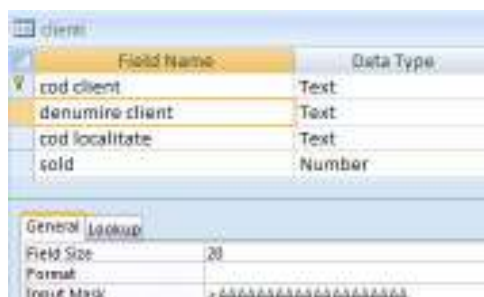 clienti
Field Name Data Type
cod client Text
denumire client Text
cod localitate Text
sold Number
General Lookup
Field Size 20
Format
Input Mask